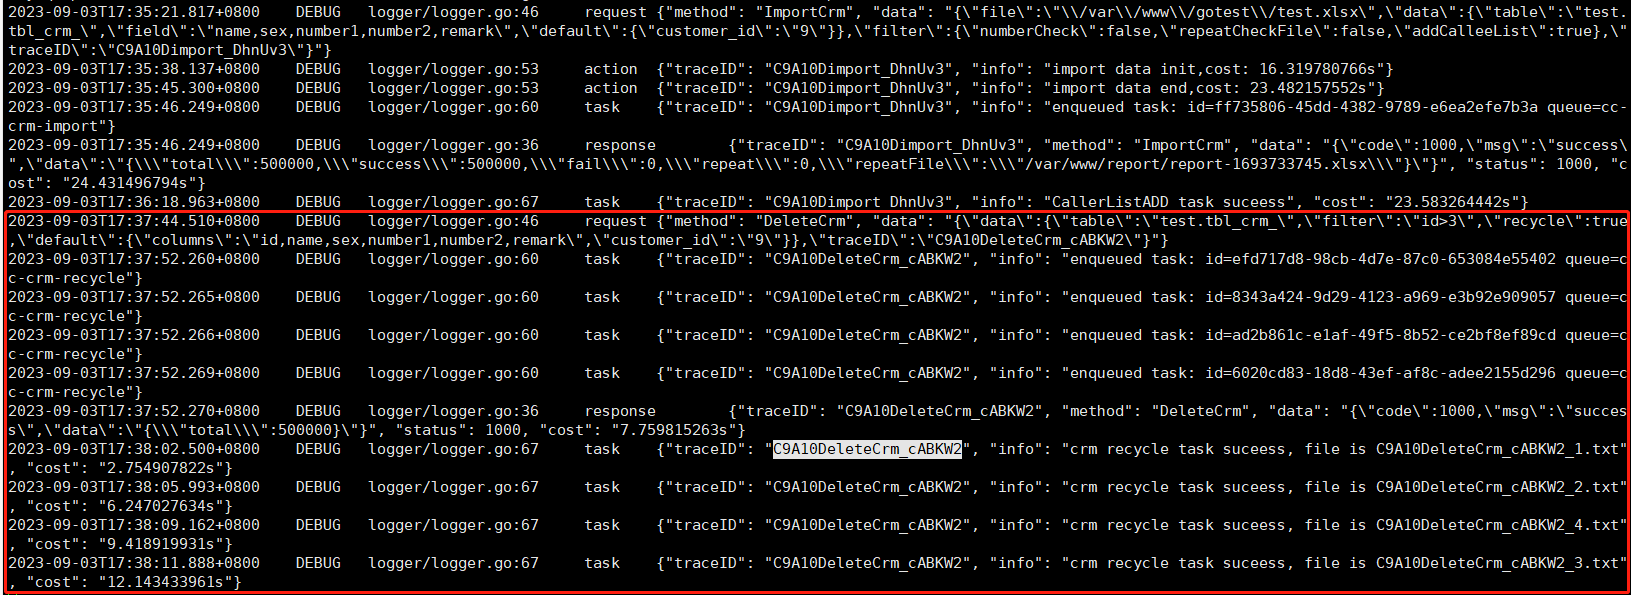 2023-09-03T17:35:21.817+0800    DEBUG   logger/logger.go:46     request {"method": "ImportCrm", "data": "{\"file\":\"\\/var\\/www\\/gotest\\/test.xlsx\",\"data\":{\"table\":\"test.
tbl_crm_\",\"field\":\"name,sex,number1,number2,remark\",\"default\":{\"customer_id\":\"9\"}},\"filter\":{\"numberCheck\":false,\"repeatCheckFile\":false,\"addCalleeList\":true},\"
traceID\":\"C9A10Dimport_DhnUv3\"}"}
2023-09-03T17:35:38.137+0800    DEBUG   logger/logger.go:53     action  {"traceID": "C9A10Dimport_DhnUv3", "info": "import data init,cost: 16.319780766s"}
2023-09-03T17:35:45.300+0800    DEBUG   logger/logger.go:53     action  {"traceID": "C9A10Dimport_DhnUv3", "info": "import data end,cost: 23.482157552s"}
2023-09-03T17:35:46.249+0800    DEBUG   logger/logger.go:60     task    {"traceID": "C9A10Dimport_DhnUv3", "info": "enqueued task: id=ff735806-45dd-4382-9789-e6ea2efe7b3a queue=cc-
crm-import"}
2023-09-03T17:35:46.249+0800    DEBUG   logger/logger.go:36     response        {"traceID": "C9A10Dimport_DhnUv3", "method": "ImportCrm", "data": "{\"code\":1000,\"msg\":\"success\
",\"data\":\"{\\\"total\\\":500000,\\\"success\\\":500000,\\\"fail\\\":0,\\\"repeat\\\":0,\\\"repeatFile\\\":\\\"/var/www/report/report-1693733745.xlsx\\\"}\"}", "status": 1000, "c
ost": "24.431496794s"}
2023-09-03T17:36:18.963+0800    DEBUG   logger/logger.go:67     task    {"traceID": "C9A10Dimport_DhnUv3", "info": "CallerListADD task suceess", "cost": "23.583264442s"}
2023-09-03T17:37:44.510+0800    DEBUG   logger/logger.go:46     request {"method": "DeleteCrm", "data": "{\"data\":{\"table\":\"test.tbl_crm_\",\"filter\":\"id>3\",\"recycle\":true
,\"default\":{\"columns\":\"id,name,sex,number1,number2,remark\",\"customer_id\":\"9\"}},\"traceID\":\"C9A10DeleteCrm_cABKW2\"}"}
2023-09-03T17:37:52.260+0800    DEBUG   logger/logger.go:60     task    {"traceID": "C9A10DeleteCrm_cABKW2", "info": "enqueued task: id=efd717d8-98cb-4d7e-87c0-653084e55402 queue=c
c-crm-recycle"}
2023-09-03T17:37:52.265+0800    DEBUG   logger/logger.go:60     task    {"traceID": "C9A10DeleteCrm_cABKW2", "info": "enqueued task: id=8343a424-9d29-4123-a969-e3b92e909057 queue=c
c-crm-recycle"}
2023-09-03T17:37:52.266+0800    DEBUG   logger/logger.go:60     task    {"traceID": "C9A10DeleteCrm_cABKW2", "info": "enqueued task: id=ad2b861c-e1af-49f5-8b52-ce2bf8ef89cd queue=c
c-crm-recycle"}
2023-09-03T17:37:52.269+0800    DEBUG   logger/logger.go:60     task    {"traceID": "C9A10DeleteCrm_cABKW2", "info": "enqueued task: id=6020cd83-18d8-43ef-af8c-adee2155d296 queue=c
c-crm-recycle"}
2023-09-03T17:37:52.270+0800    DEBUG   logger/logger.go:36     response        {"traceID": "C9A10DeleteCrm_cABKW2", "method": "DeleteCrm", "data": "{\"code\":1000,\"msg\":\"succes
s\",\"data\":\"{\\\"total\\\":500000}\"}", "status": 1000, "cost": "7.759815263s"}
2023-09-03T17:38:02.500+0800    DEBUG   logger/logger.go:67     task    {"traceID": "C9A10DeleteCrm_cABKW2", "info": "crm recycle task suceess, file is C9A10DeleteCrm_cABKW2_1.txt"
, "cost": "2.754907822s"}
2023-09-03T17:38:05.993+0800    DEBUG   logger/logger.go:67     task    {"traceID": "C9A10DeleteCrm_cABKW2", "info": "crm recycle task suceess, file is C9A10DeleteCrm_cABKW2_2.txt"
, "cost": "6.247027634s"}
2023-09-03T17:38:09.162+0800    DEBUG   logger/logger.go:67     task    {"traceID": "C9A10DeleteCrm_cABKW2", "info": "crm recycle task suceess, file is C9A10DeleteCrm_cABKW2_4.txt"
, "cost": "9.418919931s"}
2023-09-03T17:38:11.888+0800    DEBUG   logger/logger.go:67     task    {"traceID": "C9A10DeleteCrm_cABKW2", "info": "crm recycle task suceess, file is C9A10DeleteCrm_cABKW2_3.txt"
, "cost": "12.143433961s"}